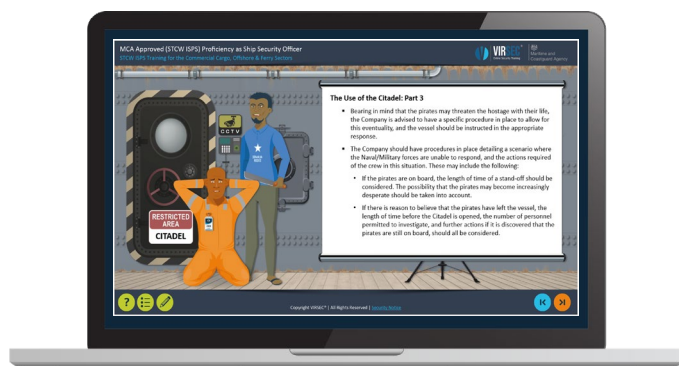 MCA Approved (STCW ISPS) Proficiency as Ship Security Officer
STCW ISPS Training for the Commercial Cargo, Offshore & Ferry Sectors
VIRSEC
Maritime and
Coastguard Agency
The Use of the Citadel: Part 3
▪ Bearing in mind that the pirates may threaten the hostage with their life,
the Company is advised to have a specific procedure in place to allow for
this eventuality, and the vessel should be instructed in the appropriate
response.
▪ The Company should have procedures in place detailing a scenario where
the Naval/Military forces are unable to respond, and the actions required
of the crew in this situation. These may include the following:
• If the pirates are on board, the length of time of a stand-off should be
considered. The possibility that the pirates may become increasingly
desperate should be taken into account.
• If there is reason to believe that the pirates have left the vessel, the
length of time before the Citadel is opened, the number of personnel
permitted to investigate, and further actions if it is discovered that the
pirates are still on board, should all be considered.
CCTV
RESTRICTED
AREA
CITADEL
?
Copyright VIRSEC™ | All Rights Reserved | Security Notice